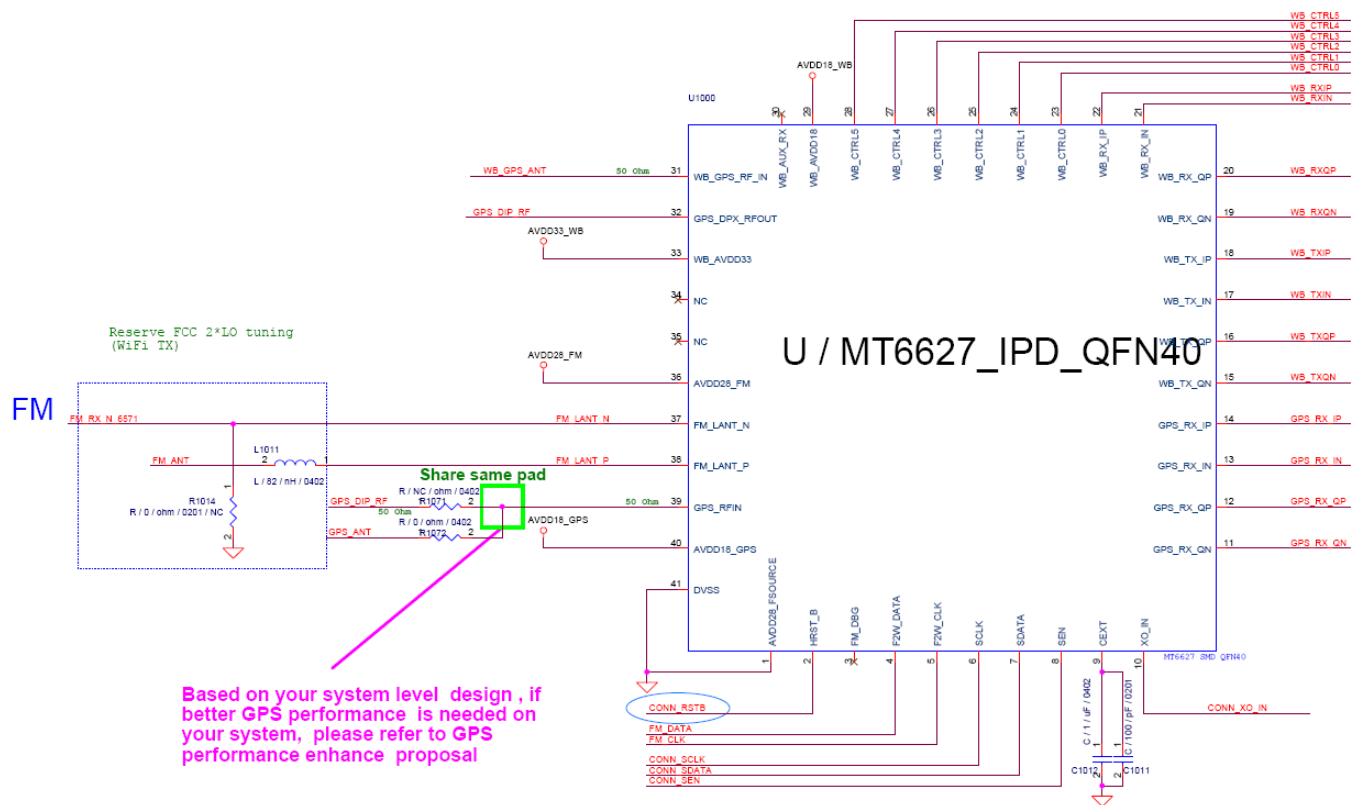 WB_CTRL5
WB_CTRL4
WB_CTRL3
WB_CTRL2
WB_CTRL1
WB_CTRL0
WB_RXIP
WB_RXIN
AVDD18_WB
U1000
30
29
28
27
26
25
24
23
22
21
WB_AUX_RX
WB_AVDD18
WB_CTRL5
WB_CTRL4
WB_CTRL3
WB_CTRL2
WB_CTRL1
WB_CTRL0
WB_RX_IP
WB_RX_IN
WB_GPS_ANT
50 Ohm
31
WB_GPS_RF_IN
WB_RX_QP
20
WB_RXQP
GPS_DIP_RF
32
GPS_DPX_RFOUT
WB_RX_QN
19
WB_RXQN
AVDD33_WB
33
WB_AVDD33
WB_TX_IP
18
WB_TXIP
34
NC
WB_TX_IN
17
WB_TXIN
Reserve FCC 2*LO tuning
(WiFi TX)
35
NC
U / MT6627_IPD_QFN40
WB_TX_QP
16
WB_TXQP
AVDD28_FM
36
AVDD28_FM
WB_TX_QN
15
WB_TXQN
FM
FM_RX_N_6571
FM_LANT_N
37
FM_LANT_N
GPS_RX_IP
14
GPS_RX_IP
FM_ANT
L1011
2
1
L / 82 / nH / 0402
FM_LANT_P
38
FM_LANT_P
GPS_RX_IN
13
GPS_RX_IN
Share same pad
R / NC / ohm / 0402
GPS_DIP_RF
50 Ohm
R1071
2
50 Ohm
39
GPS_RFIN
GPS_RX_QP
12
GPS_RX_QP
1
R1014
R / 0 / ohm / 0201 / NC
2
R / 0 / ohm / 0402
GPS_ANT
1
R1072
2
AVDD18_GPS
40
AVDD18_GPS
GPS_RX_QN
11
GPS_RX_QN
41
DVSS
AVDD28_FSOURCE
HRST_B
FM_DBG
F2W_DATA
F2W_CLK
SCLK
SDATA
SEN
CEXT
XO_IN
1
2
3
4
5
6
7
8
9
10
MT6627 SMD QFN40
Based on your system level design , if
better GPS performance is needed on
your system, please refer to GPS
performance enhance proposal
CONN_RSTB
FM_DATA
FM_CLK
CONN_SCLK
CONN_SDATA
CONN_SEN
CONN_XO_IN
C / 1 / uF / 0402
C / 100 / pF / 0201
1
1
C1012
2
2
C1011